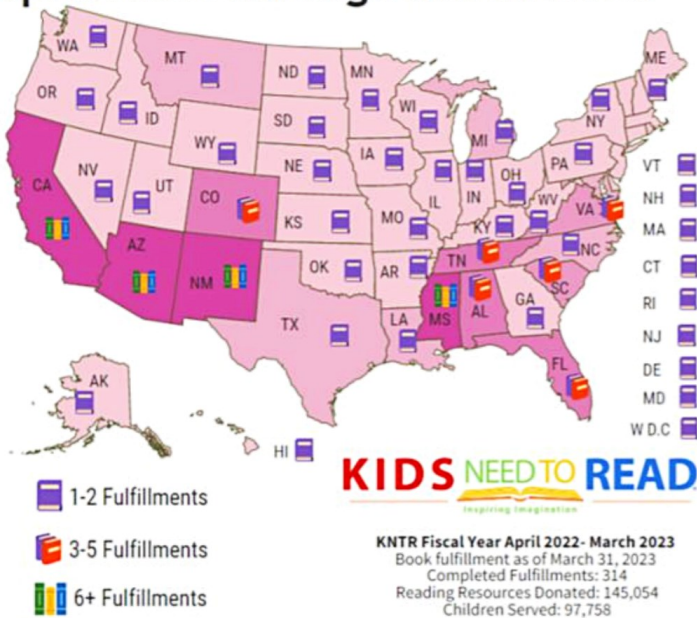 WA
MT
ND
MN
ME
OR
ID
SD
WI
MI
NY
WY
NV
UT
CO
NE
IA
IL
IN
OH
PA
VT
CA
KS
MO
KY
WV
VA
NH
AZ
NM
OK
AR
TN
NC
MA
TX
LA
MS
AL
GA
SC
CT
FL
RI
NJ
DE
MD
W D.C
AK
HI
KIDS NEED TO READ
Inspiring Imagination
1-2 Fulfillments
3-5 Fulfillments
6+ Fulfillments
KNTR Fiscal Year April 2022- March 2023
Book fulfillment as of March 31, 2023
Completed Fulfillments: 314
Reading Resources Donated: 145,054
Children Served: 97,758